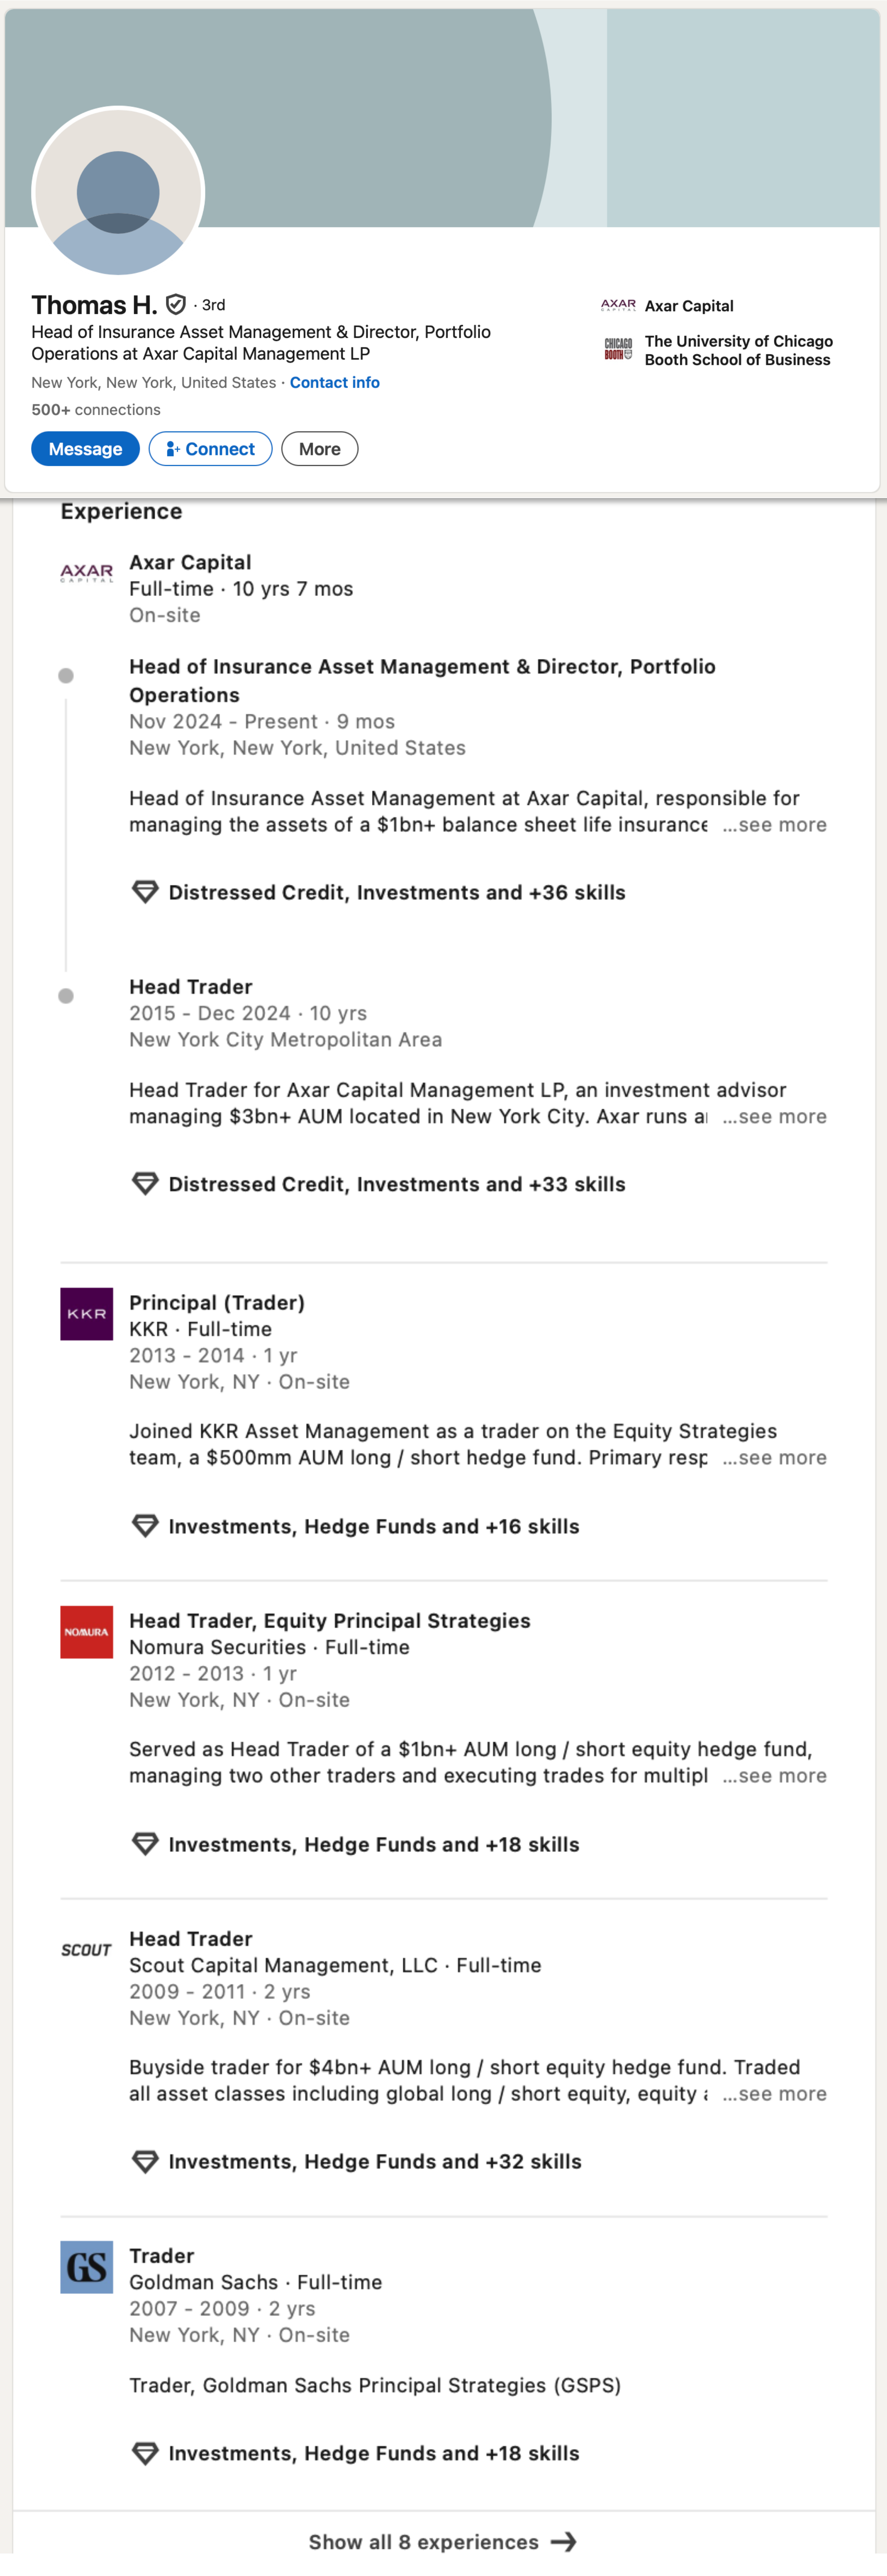 Thomas H. · 3rd
Head of Insurance Asset Management & Director, Portfolio
Operations at Axar Capital Management LP
New York, New York, United States · Contact info
500+ connections
Message
Connect
More
AXAR
CAPITAL
Axar Capital
CHICAGO
BOOTH
The University of Chicago
Booth School of Business
Experience
AXAR
CAPITAL
Axar Capital
Full-time · 10 yrs 7 mos
On-site
Head of Insurance Asset Management & Director, Portfolio
Operations
Nov 2024 - Present · 9 mos
New York, New York, United States
Head of Insurance Asset Management at Axar Capital, responsible for
managing the assets of a $1bn+ balance sheet life insurance ...see more
Distressed Credit, Investments and +36 skills
Head Trader
2015 - Dec 2024 · 10 yrs
New York City Metropolitan Area
Head Trader for Axar Capital Management LP, an investment advisor
managing $3bn+ AUM located in New York City. Axar runs ...see more
Distressed Credit, Investments and +33 skills
KKR
Principal (Trader)
KKR · Full-time
2013 - 2014 · 1 yr
New York, NY · On-site
Joined KKR Asset Management as a trader on the Equity Strategies
team, a $500mm AUM long / short hedge fund. Primary resp ...see more
Investments, Hedge Funds and +16 skills
NOMURA
Head Trader, Equity Principal Strategies
Nomura Securities · Full-time
2012 - 2013 · 1 yr
New York, NY · On-site
Served as Head Trader of a $1bn+ AUM long / short equity hedge fund,
managing two other traders and executing trades for multipl ...see more
Investments, Hedge Funds and +18 skills
SCOUT
Head Trader
Scout Capital Management, LLC · Full-time
2009 - 2011 · 2 yrs
New York, NY · On-site
Buyside trader for $4bn+ AUM long / short equity hedge fund. Traded
all asset classes including global long / short equity, equity ...see more
Investments, Hedge Funds and +32 skills
GS
Trader
Goldman Sachs · Full-time
2007 - 2009 · 2 yrs
New York, NY · On-site
Trader, Goldman Sachs Principal Strategies (GSPS)
Investments, Hedge Funds and +18 skills
Show all 8 experiences